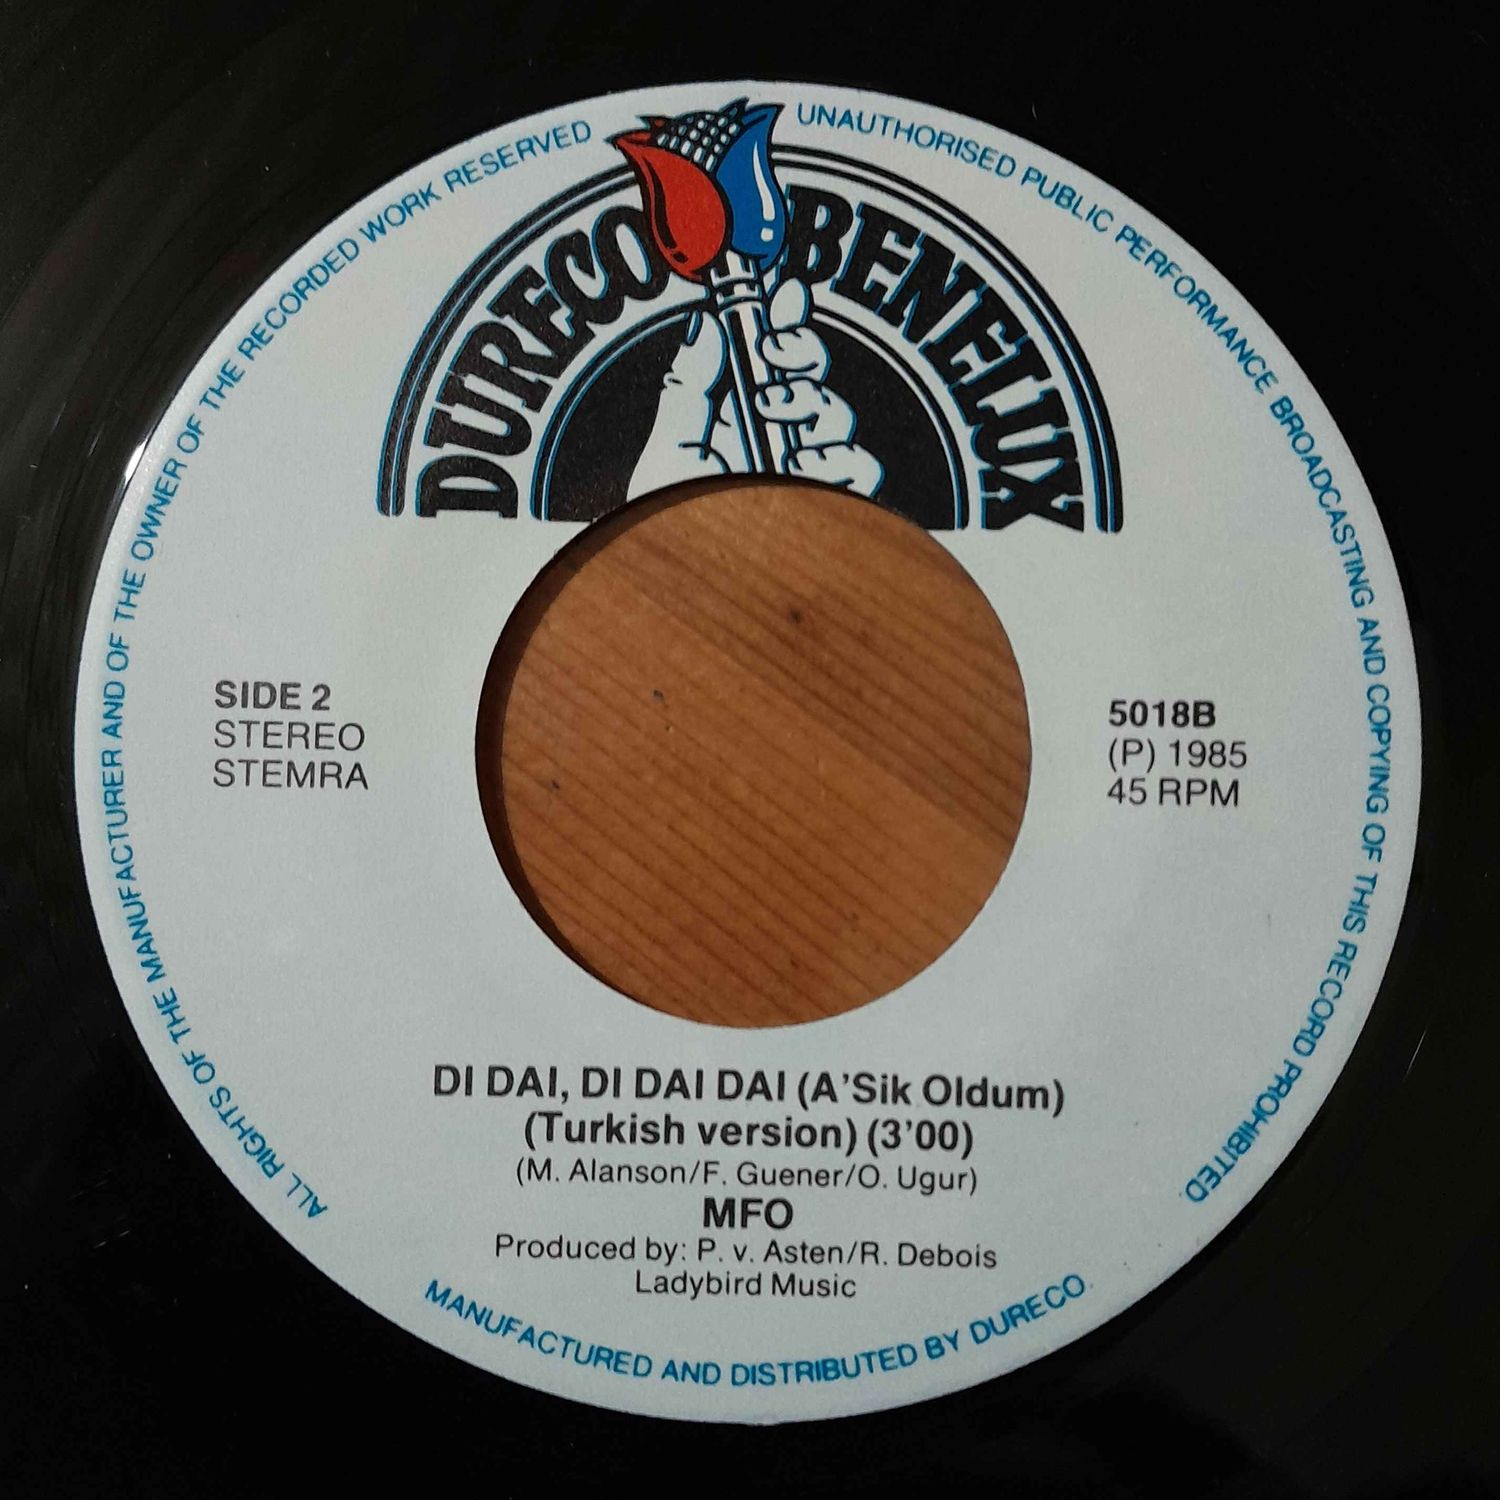 DURECO BENELUX
SIDE 2
STEREO
STEMRA
5018B
(P) 1985
45 RPM
DI DAI, DI DAI DAI (A'Sik Oldum)
(Turkish version) (3'00)
(M. Alanson/F. Guener/O. Ugur)
MFO
Produced by: P. v. Asten/R. Debois
Ladybird Music
ALL RIGHTS OF THE MANUFACTURER AND OF THE OWNER OF THE RECORDED WORK RESERVED
UNAUTHORISED PUBLIC PERFORMANCE BROADCASTING AND COPYING OF THIS RECORD PROHIBITED
MANUFACTURED AND DISTRIBUTED BY DURECO